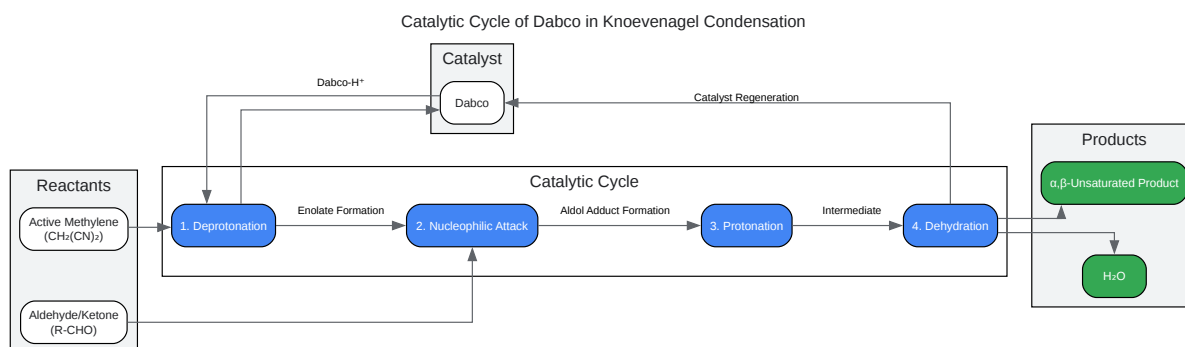 Catalytic Cycle of Dabco in Knoevenagel Condensation
Catalyst
Dabco-H⁺
Dabco
Catalyst Regeneration
Products
α,β-Unsaturated Product
Reactants
Catalytic Cycle
Active Methylene
(CH₂(CN)₂)
1. Deprotonation
Enolate Formation
2. Nucleophilic Attack
Aldol Adduct Formation
3. Protonation
Intermediate
4. Dehydration
H₂O
Aldehyde/Ketone
(R-CHO)